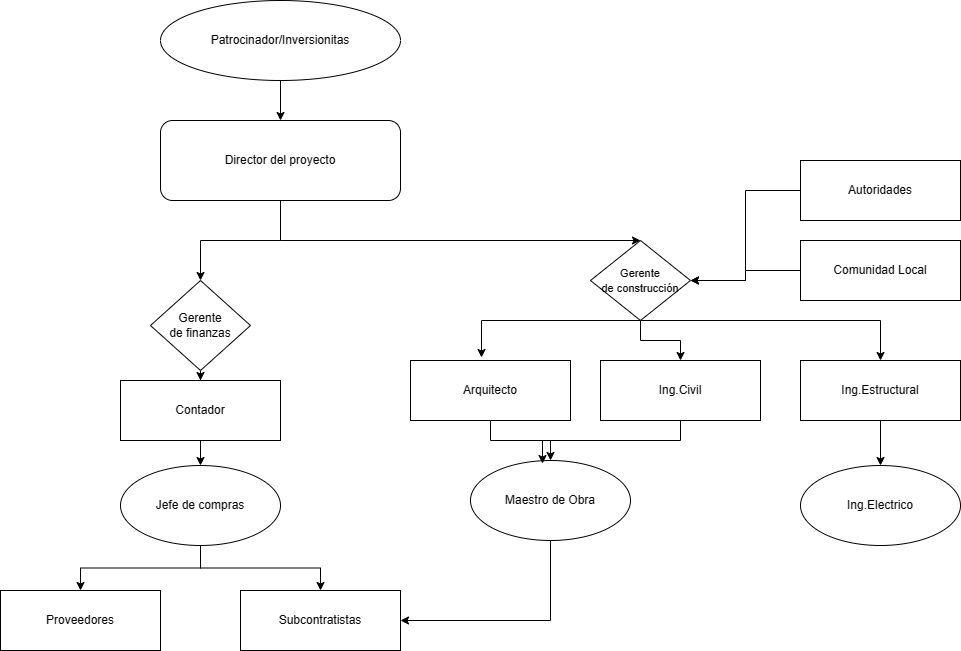 Patrocinador/Inversionitas
Director del proyecto
Autoridades
Comunidad Local
Gerente
de construcción
Gerente
de finanzas
Arquitecto
Ing.Civil
Ing.Estructural
Contador
Jefe de compras
Maestro de Obra
Ing.Electrico
Proveedores
Subcontratistas